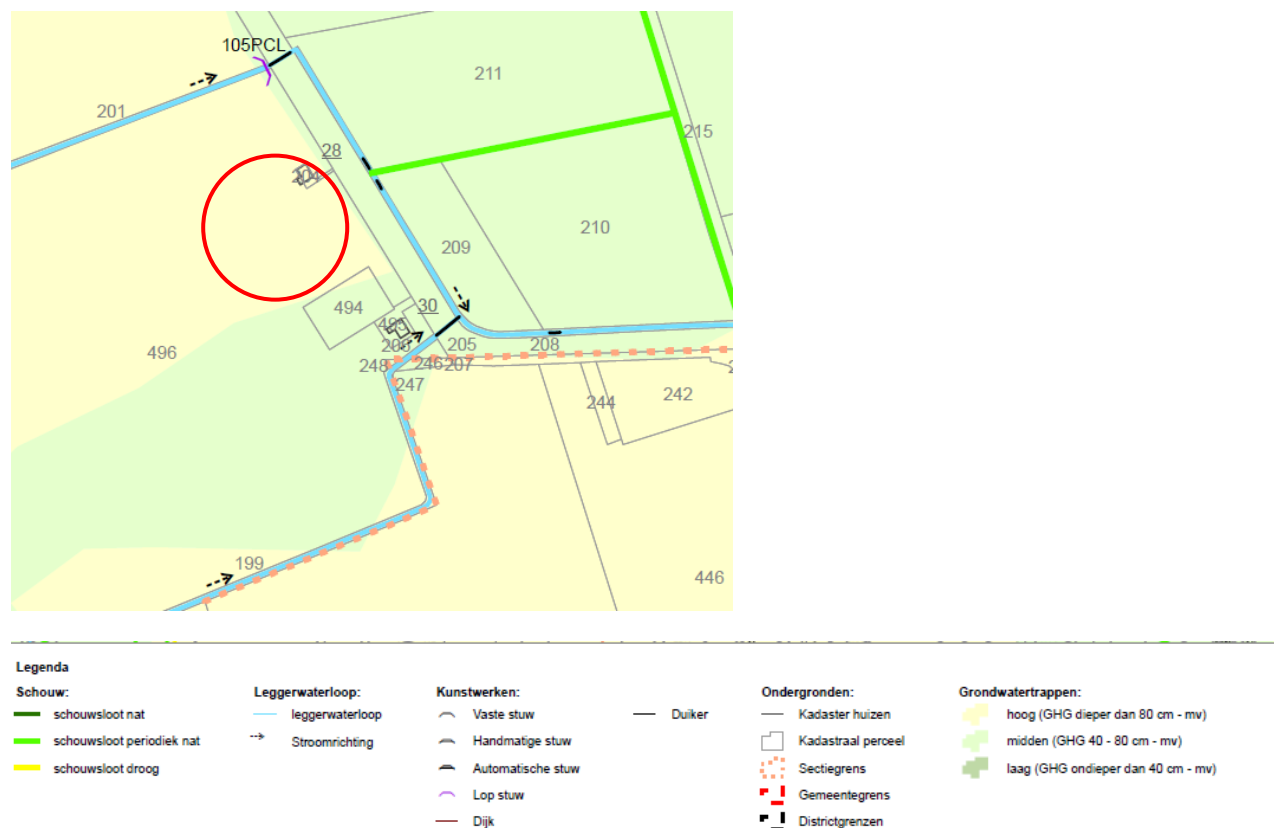 105PCL
211
201
215
28
204
210
209
494
30
495
206
496
205
208
248
246
207
247
244
242
199
446
Legenda
Schouw:
schouwsloot nat
schouwsloot periodiek nat
schouwsloot droog
Leggerwaterloop:
leggerwaterloop
Stroomrichting
Kunstwerken:
Vaste stuw
Handmatige stuw
Automatische stuw
Lop stuw
Dijk
Duiker
Ondergronden:
Kadaster huizen
Kadastraal perceel
Sectiegrens
Gemeentegrens
Districtgrenzen
Grondwatertrappen:
hoog (GHG dieper dan 80 cm - mv)
midden (GHG 40 - 80 cm - mv)
laag (GHG ondieper dan 40 cm - mv)